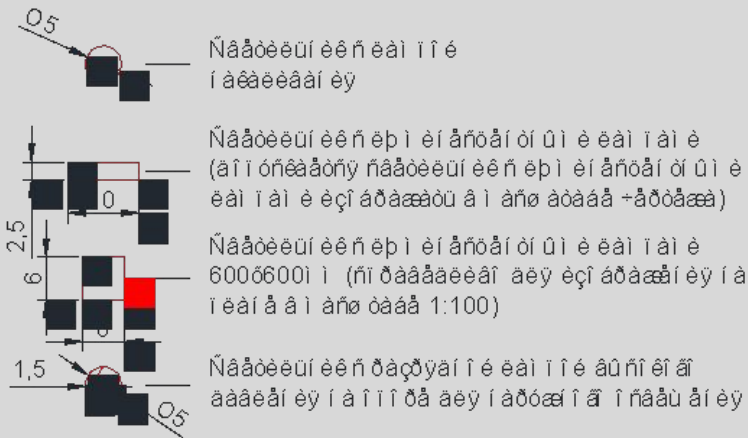 O5
Ñâåòèëüíèê ñ ëàìïîé
íàêàëèâàíèÿ
Ñâåòèëüíèê ñ ëþìèíåñöåíòíûìè ëàìïàìè
(äîïóñêàåòñÿ ñâåòèëüíèê ñ ëþìèíåñöåíòíûìè
ëàìïàìè èçîáðàæàòü â ìàñøòàáå ÷åðòåæà)
0
2,5
Ñâåòèëüíèê ñ ëþìèíåñöåíòíûìè ëàìïàìè
600õ600ìì (ñïðàâåäëèâî äëÿ èçîáðàæåíèÿ íà
ïëàíå â ìàñøòàáå 1:100)
6
Ñâåòèëüíèê ñ ðàçðÿäíîé ëàìïîé âûñîêîãî
äàâëåíèÿ íà îïîðå äëÿ íàðóæíîãî îñâåùåíèÿ
1,5
O5